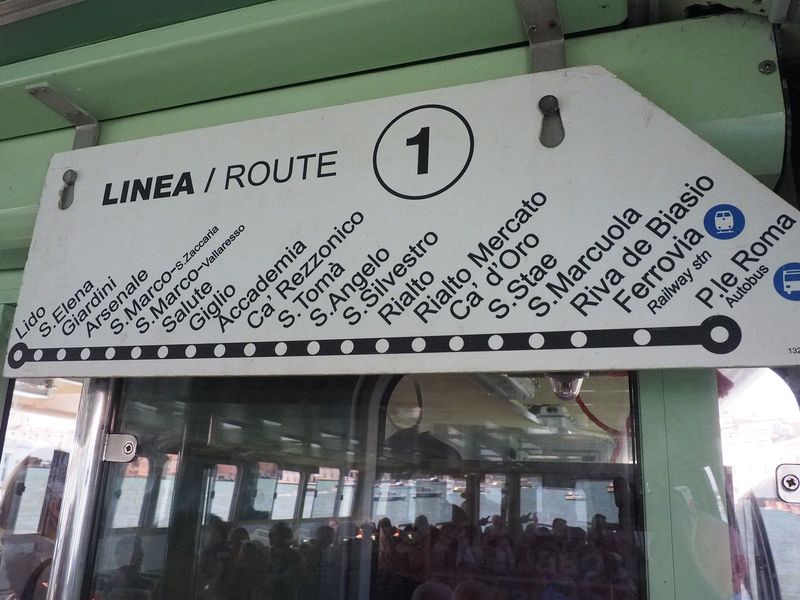 LINEA / ROUTE 1
Lido
S.Elena
Giardini
Arsenale
S.Marco-S.Zaccaria
S.Marco-Vallaresso
Salute
Giglio
Accademia
Ca' Rezzonico
S.Tomà
S.Angelo
S.Silvestro
Rialto
Rialto Mercato
Ca' d'Oro
S.Stae
S.Marcuola
Riva de Biasio
Ferrovia
Railway stn
P.le Roma
Autobus
132